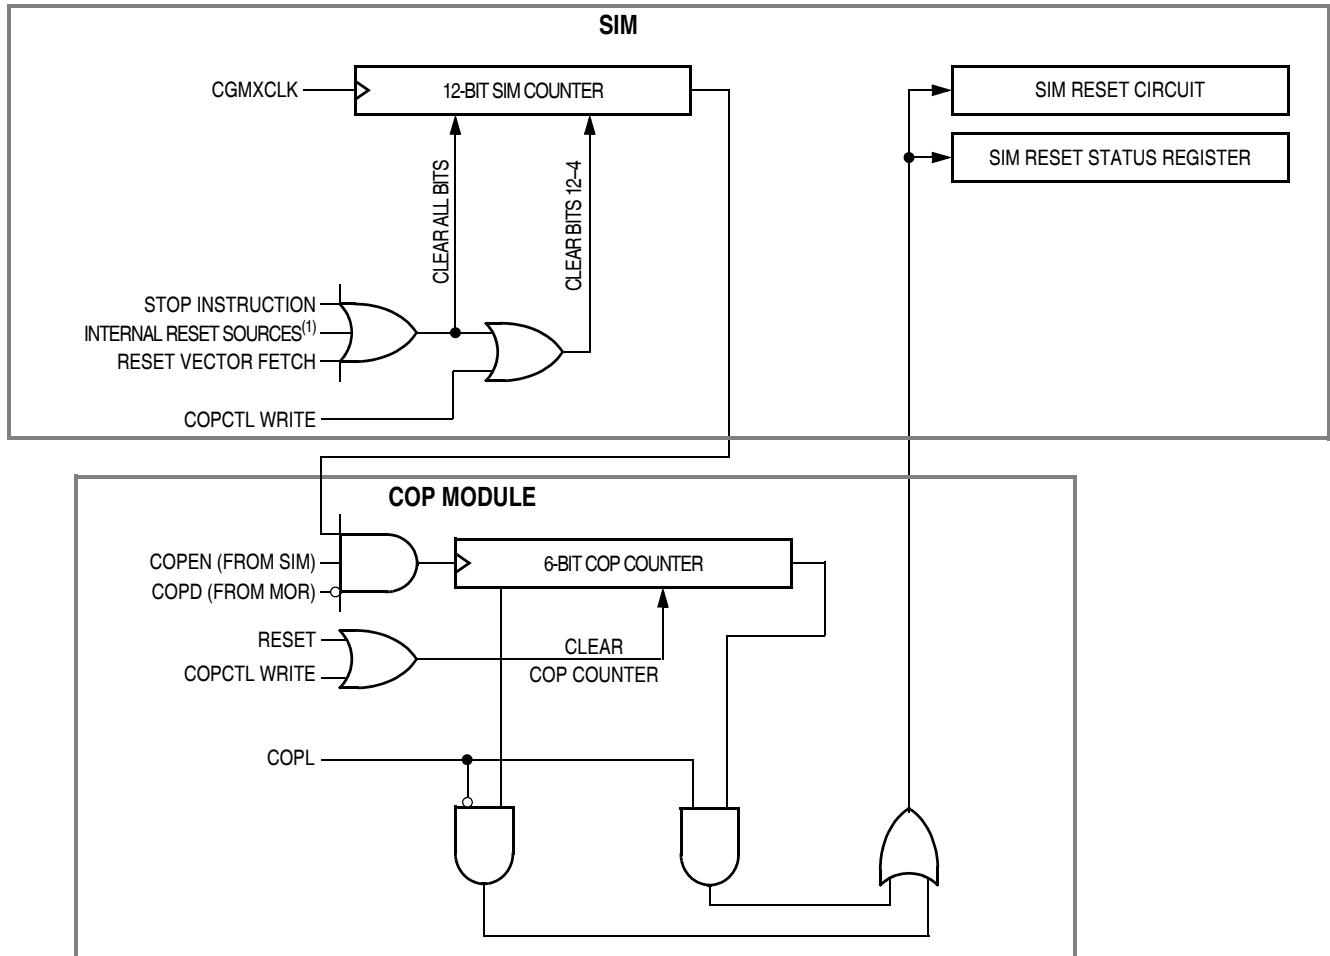 SIM
CGMXCLK
12-BIT SIM COUNTER
SIM RESET CIRCUIT
SIM RESET STATUS REGISTER
CLEAR ALL BITS
CLEAR BITS 12–4
STOP INSTRUCTION
INTERNAL RESET SOURCES(1)
RESET VECTOR FETCH
COPCTL WRITE
COP MODULE
COPEN (FROM SIM)
COPD (FROM MOR)
6-BIT COP COUNTER
RESET
COPCTL WRITE
CLEAR
COP COUNTER
COPL